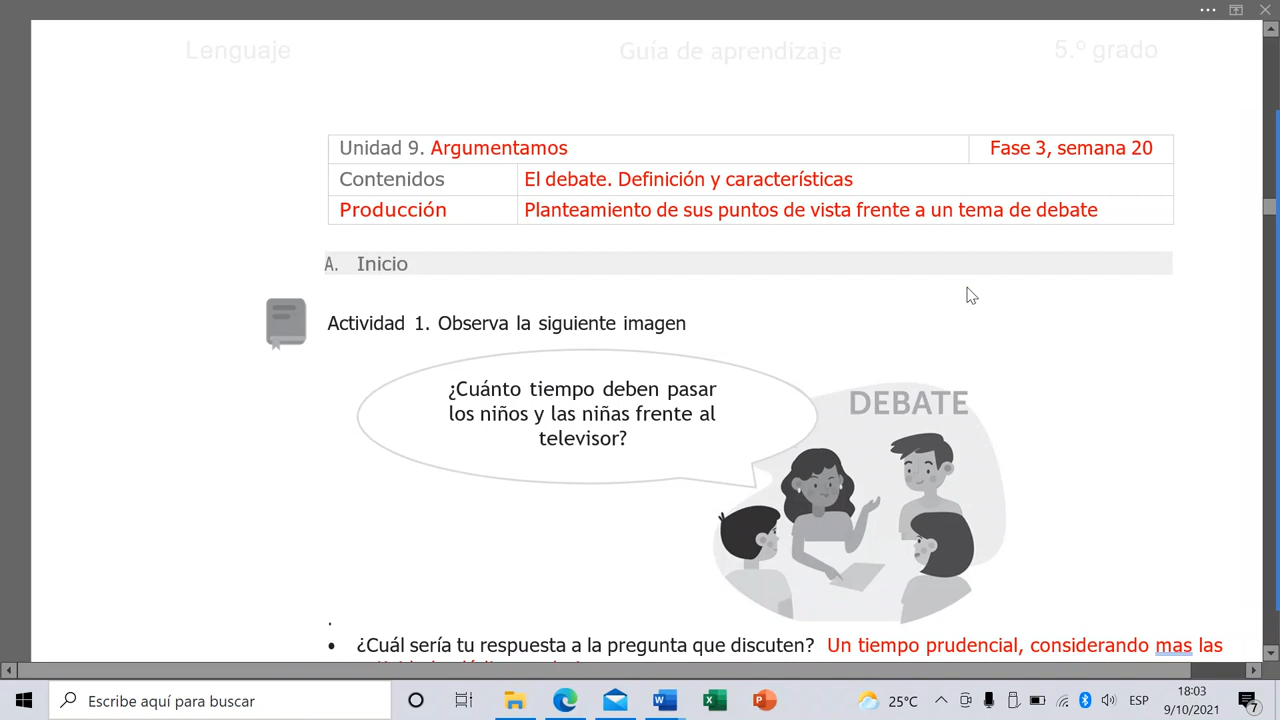 Lenguaje Guía de aprendizaje 5.º grado
Unidad 9. Argumentamos Fase 3, semana 20
Contenidos El debate. Definición y características
Producción Planteamiento de sus puntos de vista frente a un tema de debate
A. Inicio
Actividad 1. Observa la siguiente imagen
¿Cuánto tiempo deben pasar
los niños y las niñas frente al
televisor?
DEBATE
.
• ¿Cuál sería tu respuesta a la pregunta que discuten? Un tiempo prudencial, considerando mas las
Escribe aquí para buscar
25°C
ESP
18:03
9/10/2021
7